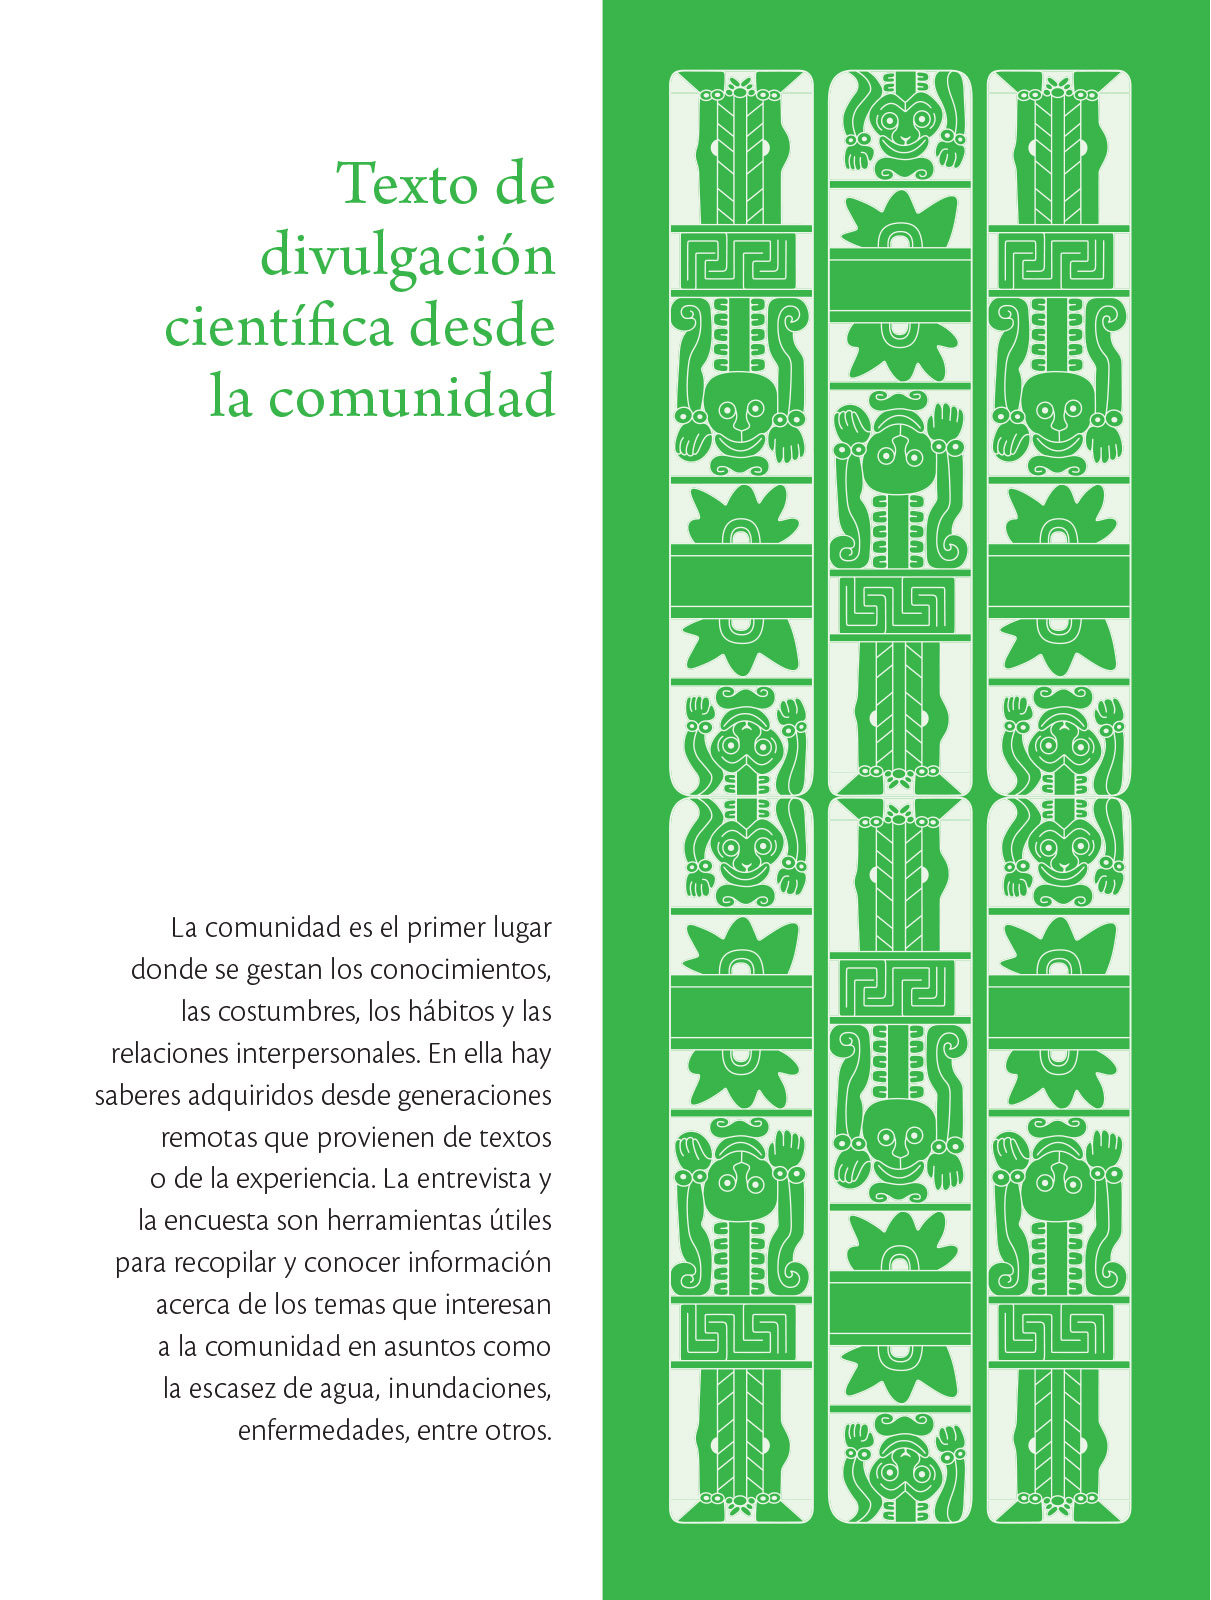 Texto de
divulgación
científica desde
la comunidad
La comunidad es el primer lugar
donde se gestan los conocimientos,
las costumbres, los hábitos y las
relaciones interpersonales. En ella hay
saberes adquiridos desde generaciones
remotas que provienen de textos
o de la experiencia. La entrevista y
la encuesta son herramientas útiles
para recopilar y conocer información
acerca de los temas que interesan
a la comunidad en asuntos como
la escasez de agua, inundaciones,
enfermedades, entre otros.